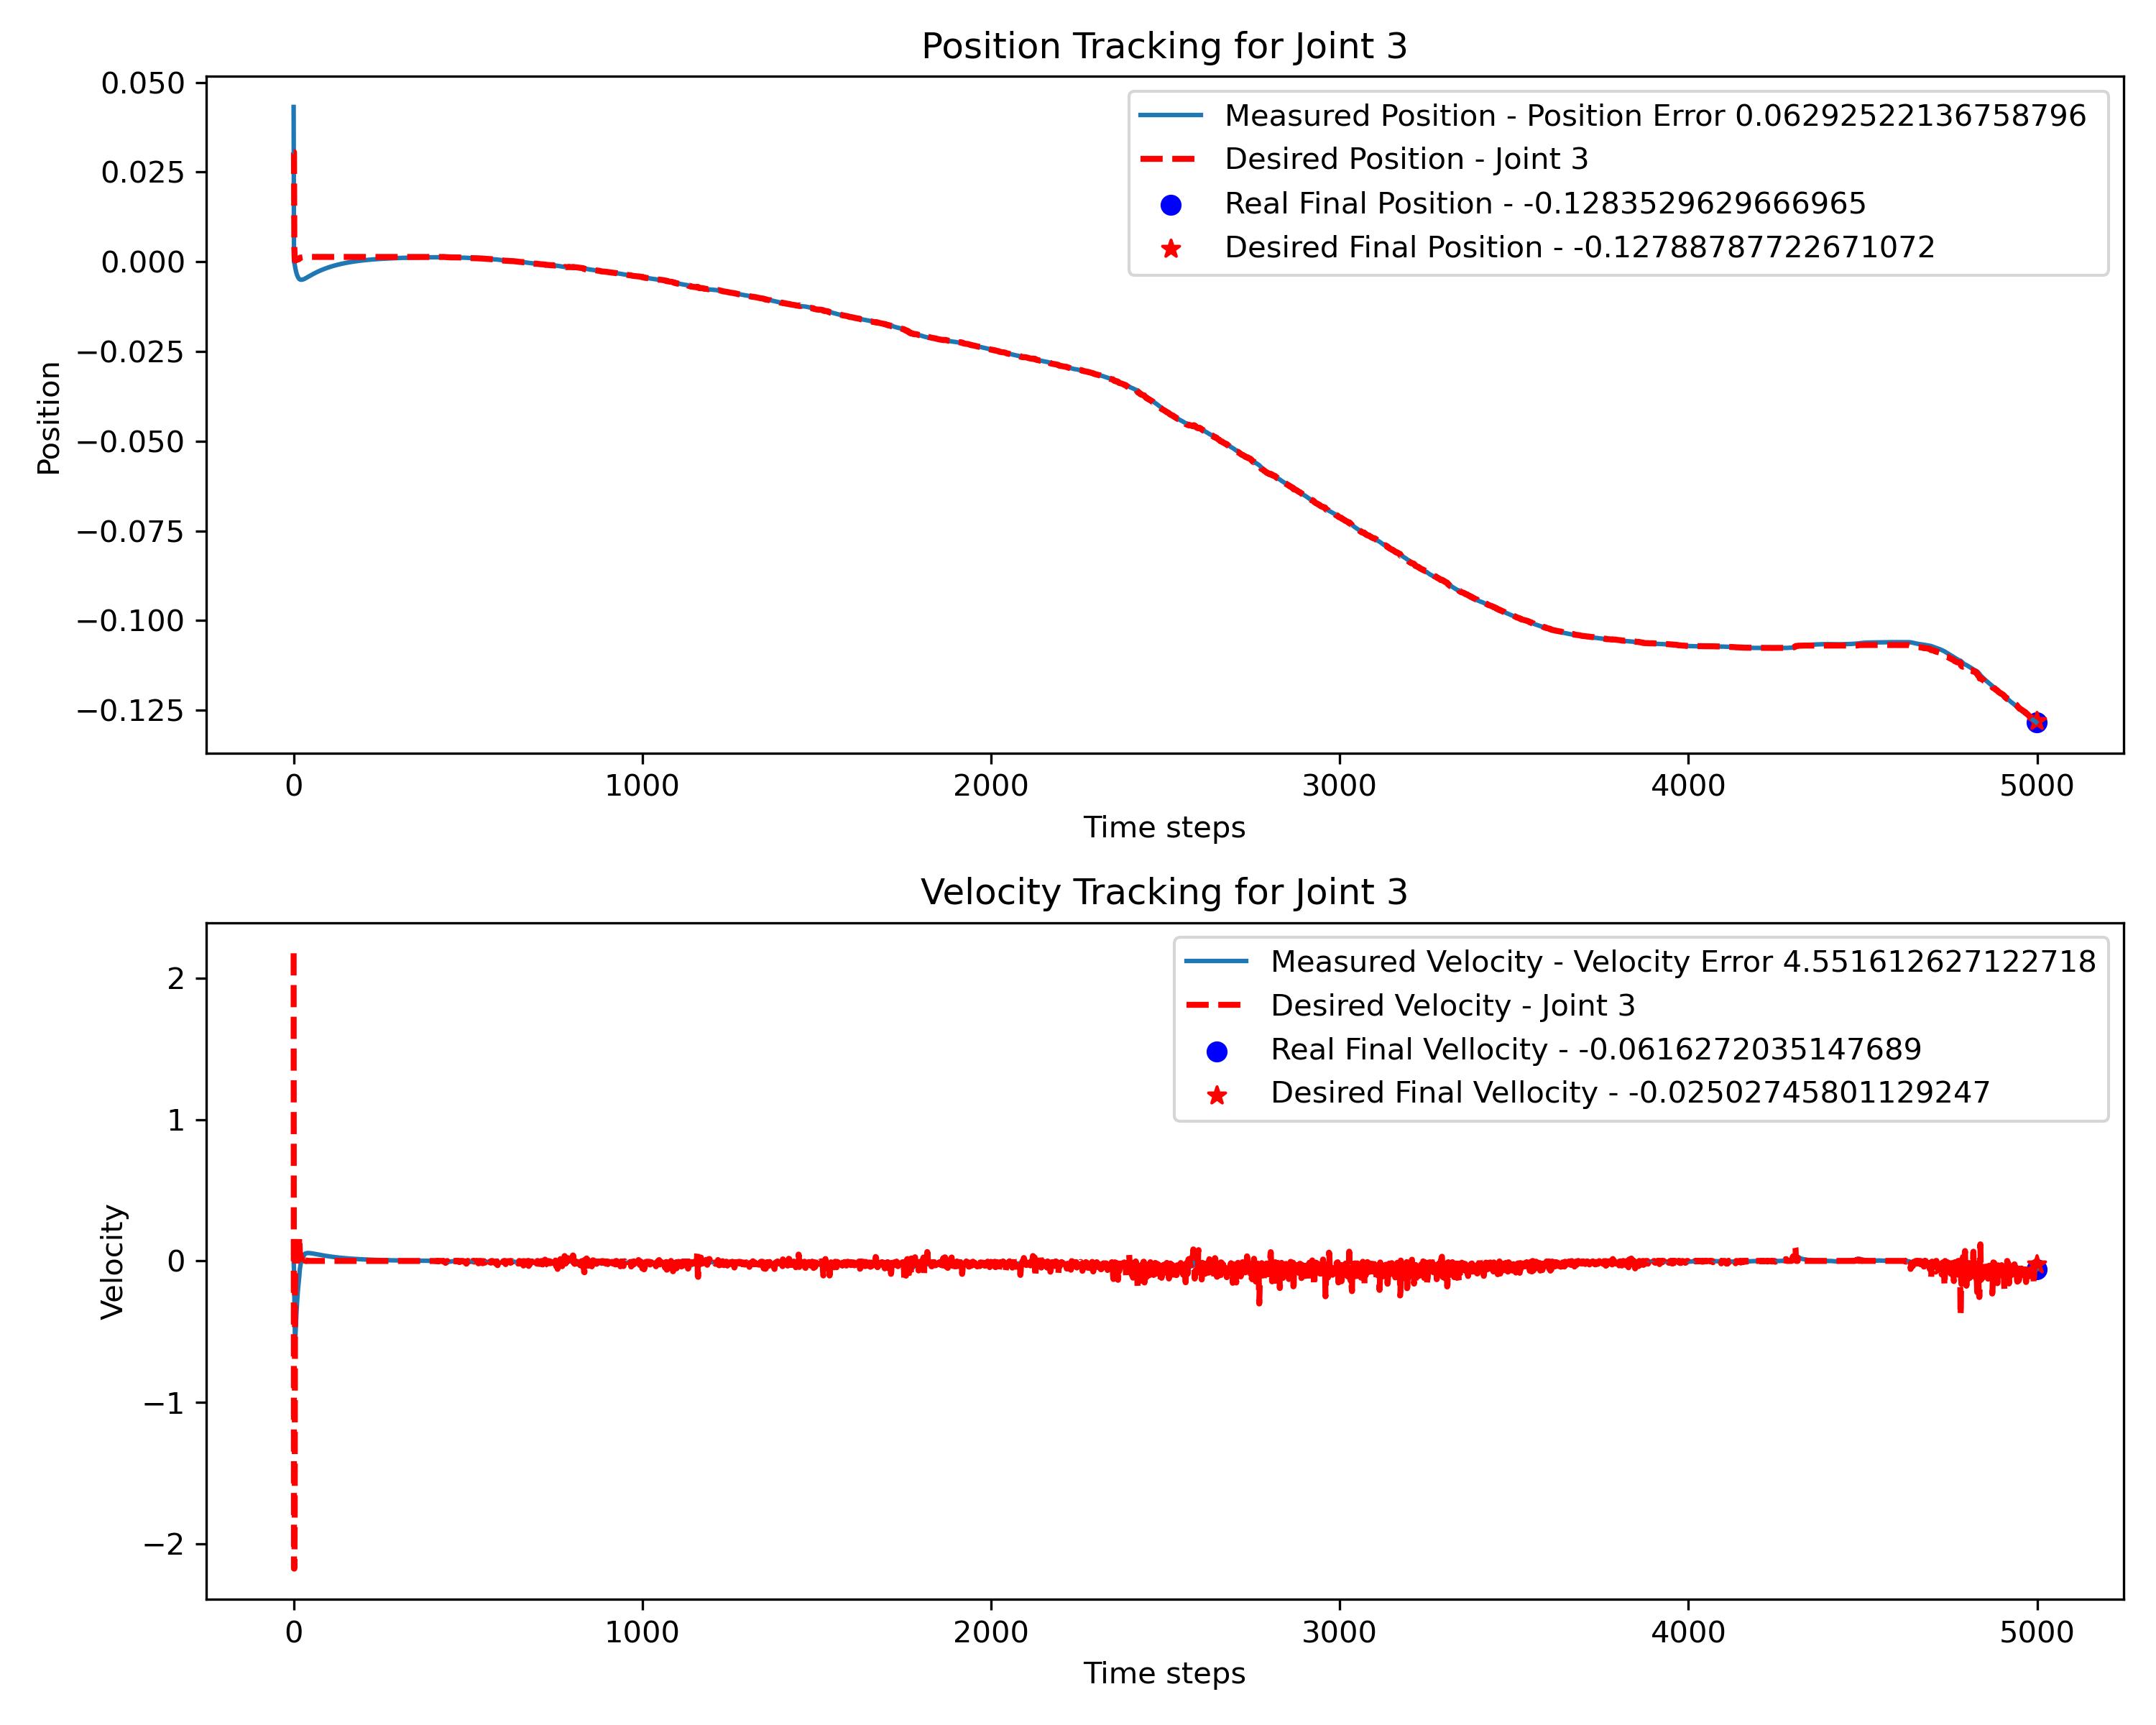 Position Tracking for Joint 3
0.050
0.025
0.000
−0.025
−0.050
−0.075
−0.100
−0.125
Position
Measured Position - Position Error 0.06292522136758796
Desired Position - Joint 3
Real Final Position - -0.1283529629666965
Desired Final Position - -0.12788787722671072
0 1000 2000 3000 4000 5000
Time steps
Velocity Tracking for Joint 3
2
1
0
−1
−2
Velocity
Measured Velocity - Velocity Error 4.551612627122718
Desired Velocity - Joint 3
Real Final Vellocity - -0.0616272035147689
Desired Final Vellocity - -0.02502745801129247
0 1000 2000 3000 4000 5000
Time steps